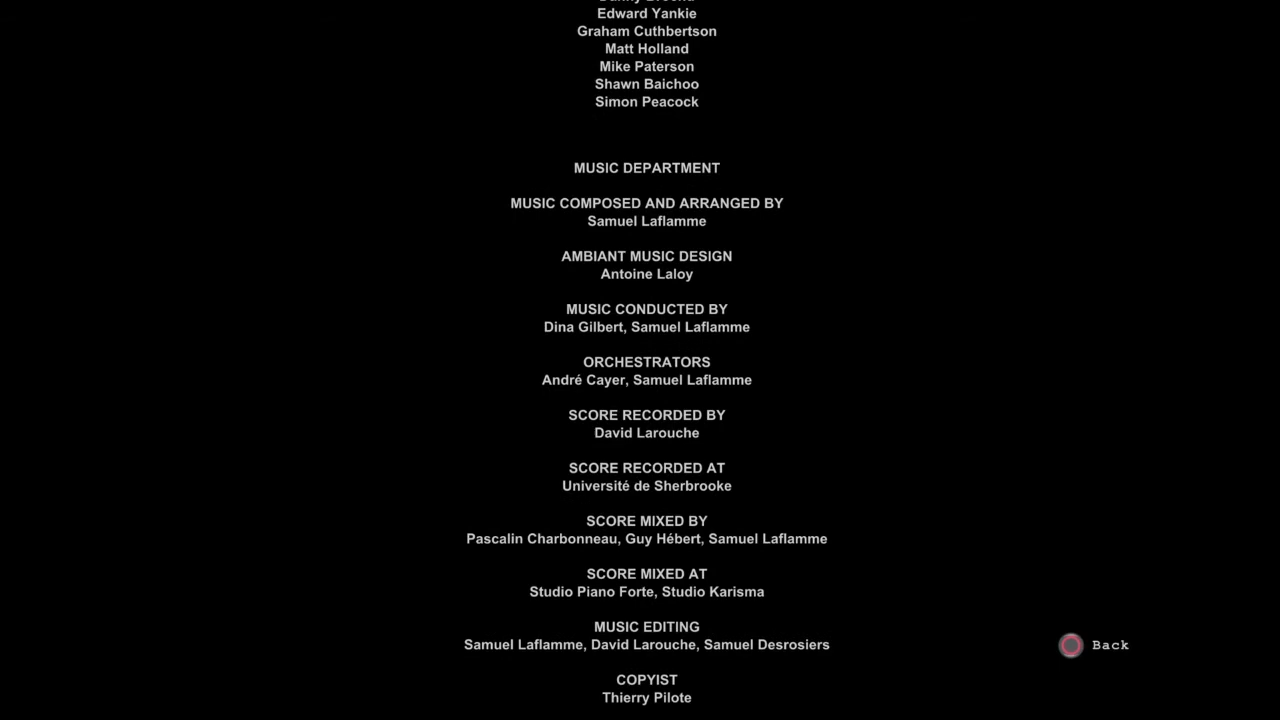 Edward Yankie
Graham Cuthbertson
Matt Holland
Mike Paterson
Shawn Baichoo
Simon Peacock
MUSIC DEPARTMENT
MUSIC COMPOSED AND ARRANGED BY
Samuel Laflamme
AMBIANT MUSIC DESIGN
Antoine Laloy
MUSIC CONDUCTED BY
Dina Gilbert, Samuel Laflamme
ORCHESTRATORS
André Cayer, Samuel Laflamme
SCORE RECORDED BY
David Larouche
SCORE RECORDED AT
Université de Sherbrooke
SCORE MIXED BY
Pascalin Charbonneau, Guy Hébert, Samuel Laflamme
SCORE MIXED AT
Studio Piano Forte, Studio Karisma
MUSIC EDITING
Samuel Laflamme, David Larouche, Samuel Desrosiers
Back
COPYIST
Thierry Pilote